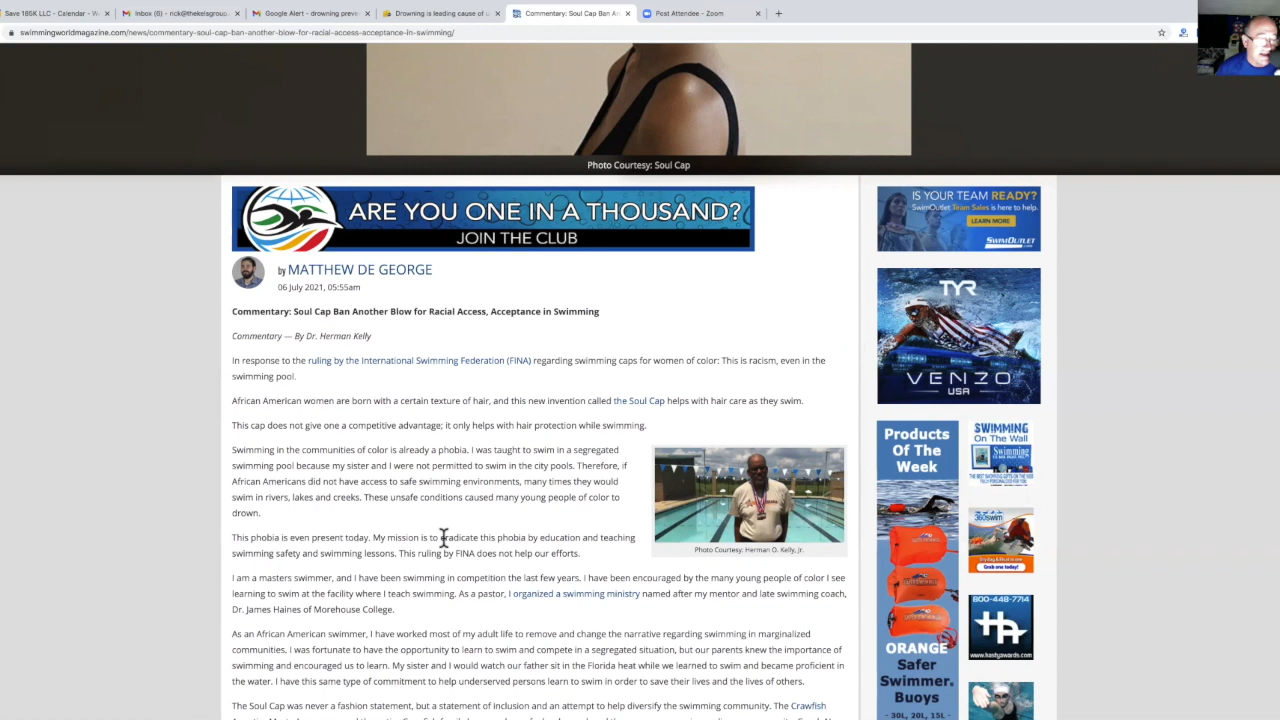 Save 165K LLC - Calendar - We
Inbox (6) - rick@thekelsgroup.
Google Alert - drowning preve
Drowning is leading cause of u
Commentary: Soul Cap Ban An
Post Attendee - Zoom
swimmingworldmagazine.com/news/commentary-soul-cap-ban-another-blow-for-racial-access-acceptance-in-swimming/
Photo Courtesy: Soul Cap
ARE YOU ONE IN A THOUSAND?
JOIN THE CLUB
by MATTHEW DE GEORGE
06 July 2021, 05:55am
Commentary: Soul Cap Ban Another Blow for Racial Access, Acceptance in Swimming
Commentary — By Dr. Herman Kelly
In response to the ruling by the International Swimming Federation (FINA) regarding swimming caps for women of color: This is racism, even in the
swimming pool.
African American women are born with a certain texture of hair, and this new invention called the Soul Cap helps with hair care as they swim.
This cap does not give one a competitive advantage; it only helps with hair protection while swimming.
Swimming in the communities of color is already a phobia. I was taught to swim in a segregated
swimming pool because my sister and I were not permitted to swim in the city pools. Therefore, if
African Americans did not have access to safe swimming environments, many times they would
swim in rivers, lakes and creeks. These unsafe conditions caused many young people of color to
drown.
Photo Courtesy: Herman O. Kelly, Jr.
This phobia is even present today. My mission is to eradicate this phobia by education and teaching
swimming safety and swimming lessons. This ruling by FINA does not help our efforts.
I am a masters swimmer, and I have been swimming in competition the last few years. I have been encouraged by the many young people of color I see
learning to swim at the facility where I teach swimming. As a pastor, I organized a swimming ministry named after my mentor and late swimming coach,
Dr. James Haines of Morehouse College.
As an African American swimmer, I have worked most of my adult life to remove and change the narrative regarding swimming in marginalized
communities. I was fortunate to have the opportunity to learn to swim and compete in a segregated situation, but our parents knew the importance of
swimming and encouraged us to learn. My sister and I would watch our father sit in the Florida heat while we learned to swim and became proficient in
the water. I have this same type of commitment to help underserved persons learn to swim in order to save their lives and the lives of others.
The Soul Cap was never a fashion statement, but a statement of inclusion and an attempt to help diversify the swimming community. The Crawfish
IS YOUR TEAM READY?
SwimOutlet Team Sales is here to help.
LEARN MORE
SWIMOUTLET
TYR
VENZO
USA
Products
Of The
Week
ORANGE
Safer
Swimmer
Buoys
- 30L, 20L, 15L -
SWIMMING
On The WALL
Swimming
360swim
Grab one today!
800-448-7714
HA
www.hastyawards.com